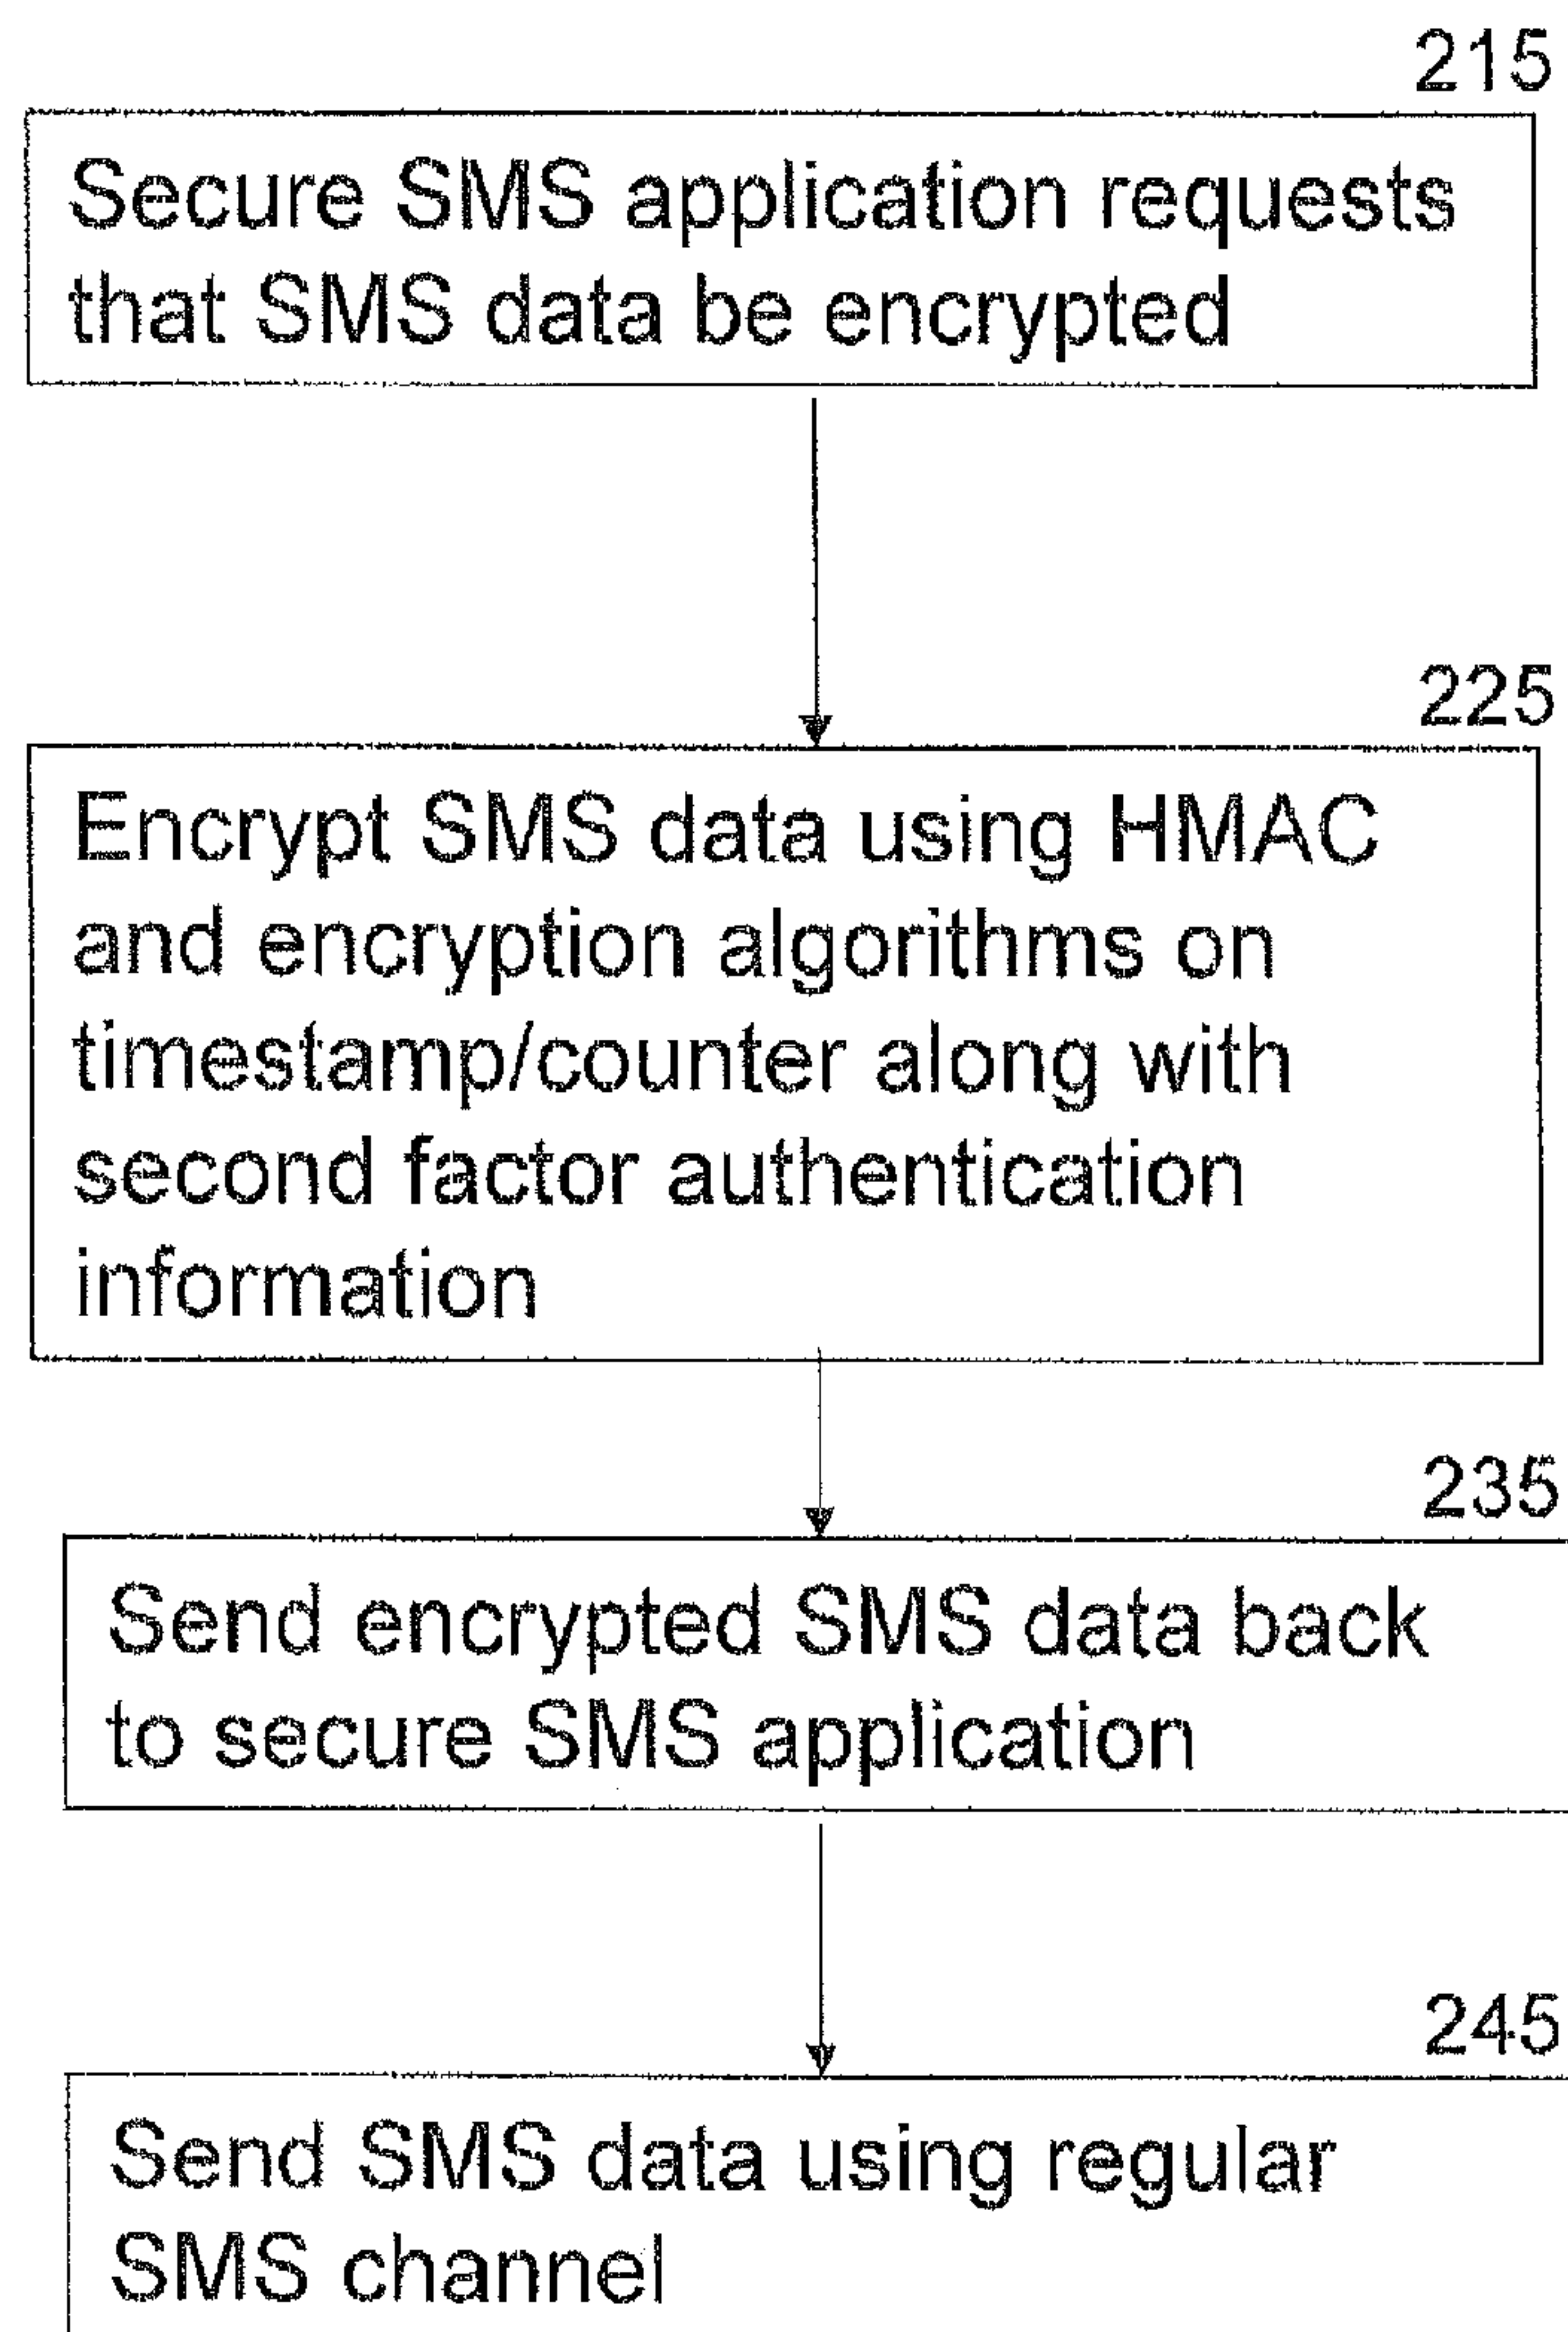 215
Secure SMS application requests
that SMS data be encrypted
225
Encrypt SMS data using HMAC
and encryption algorithms on
timestamp/counter along with
second factor authentication
information
235
Send encrypted SMS data back
to secure SMS application
245
Send SMS data using regular
SMS channel